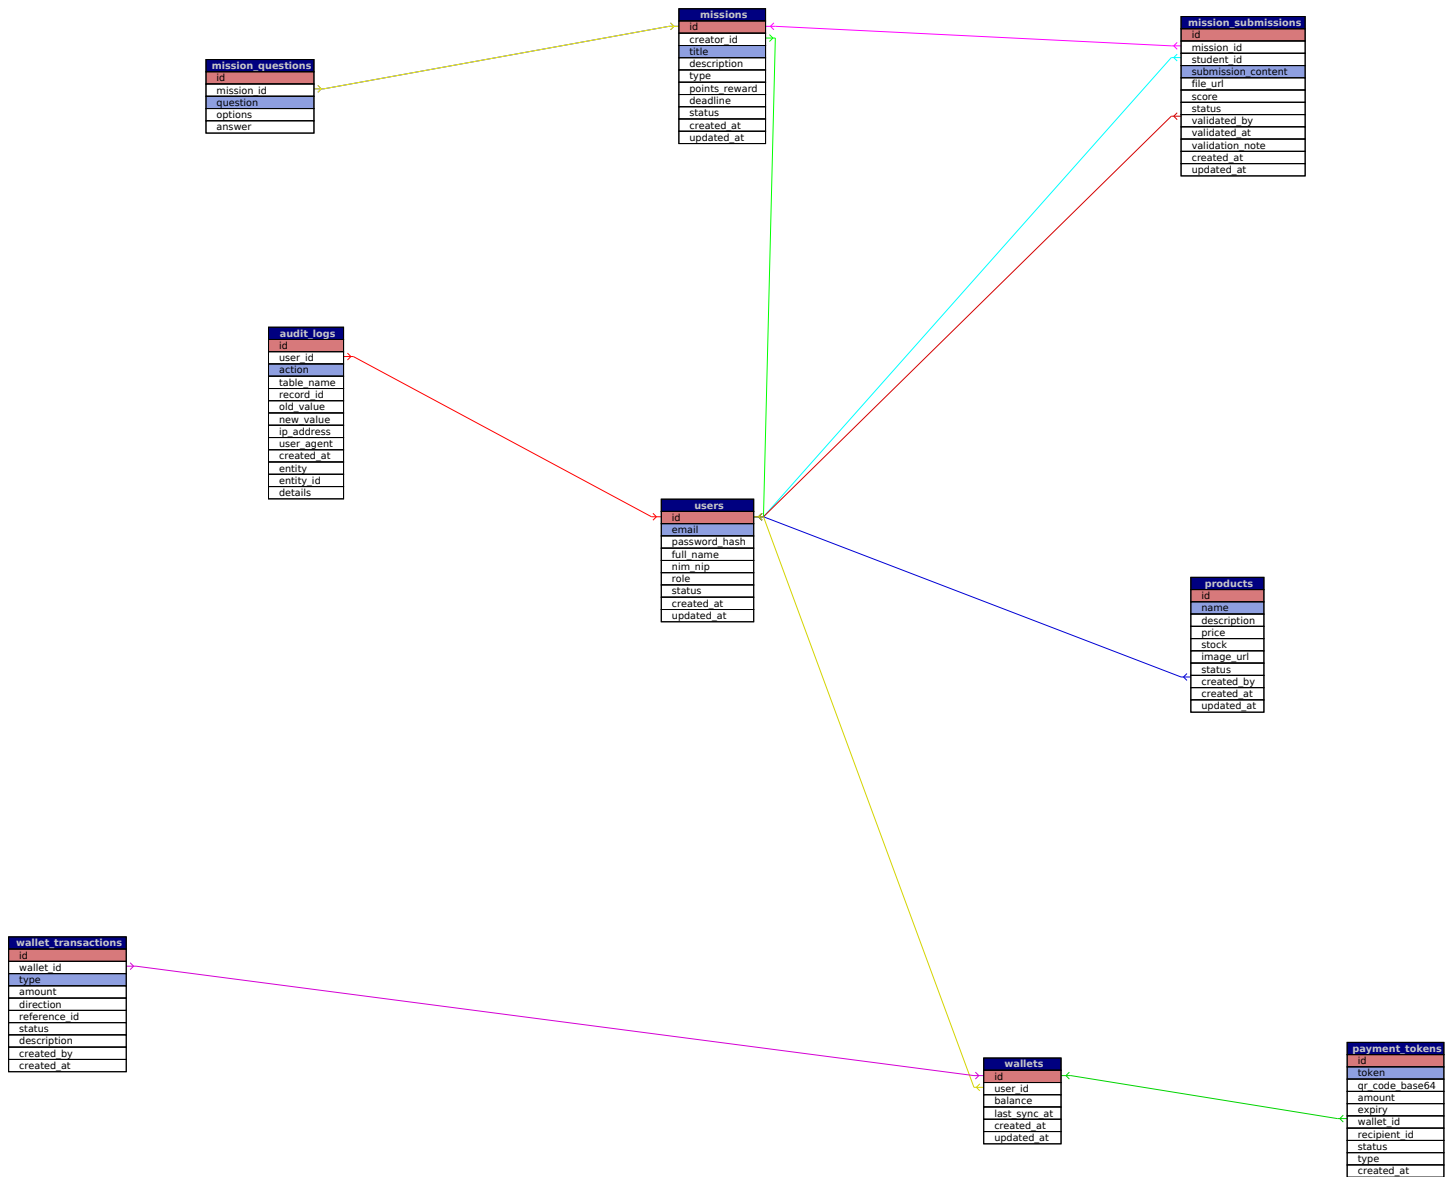 missions
id
creator_id
title
description
type
points_reward
deadline
status
created_at
updated_at
mission_submissions
id
mission_id
student_id
submission_content
file_url
score
status
validated_by
validated_at
validation_note
created_at
updated_at
mission_questions
id
mission_id
question
options
answer
audit_logs
id
user_id
action
table_name
record_id
old_value
new_value
ip_address
user_agent
created_at
entity
entity_id
details
users
id
email
password_hash
full_name
nim_nip
role
status
created_at
updated_at
products
id
name
description
price
stock
image_url
status
created_by
created_at
updated_at
wallet_transactions
id
wallet_id
type
amount
direction
reference_id
status
description
created_by
created_at
wallets
id
user_id
balance
last_sync_at
created_at
updated_at
payment_tokens
id
token
qr_code_base64
amount
expiry
wallet_id
recipient_id
status
type
created_at